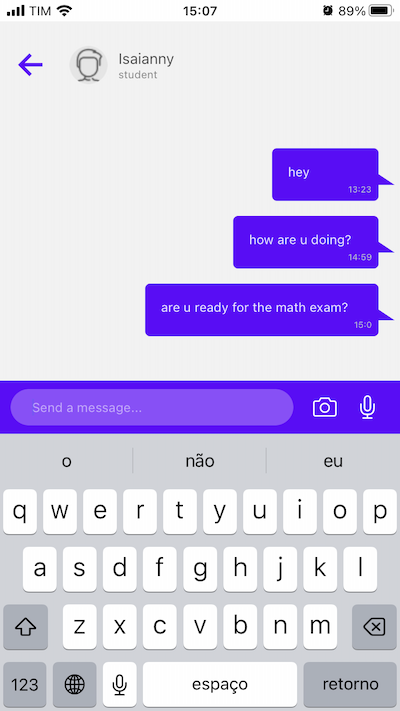 TIM 15:07 89%
Isaianny
student
hey
13:23
how are u doing?
14:59
are u ready for the math exam?
15:0
Send a message...
o não eu
q w e r t y u i o p
a s d f g h j k l
z x c v b n m
123 espaço retorno